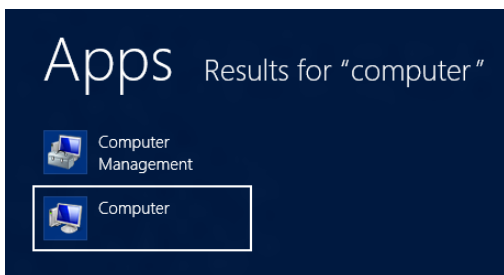 Apps Results for “computer”
Computer
Management
Computer